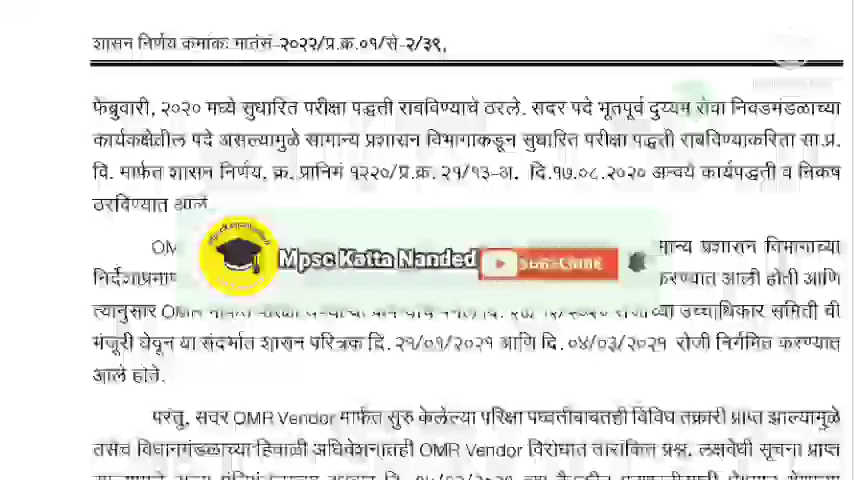 शासन निर्णय क्रमांकः मातंसं-२०२२/प्र.क्र.०१/से-२/३९,
फेब्रुवारी, २०२० मध्ये सुधारित परीक्षा पद्धती राबविण्याचे ठरले. सदर पदे भूतपूर्व दुय्यम सेवा निवडमंडळाच्या
कार्यकक्षेतील पदे असल्यामुळे सामान्य प्रशासन विभागाकडून सुधारित परीक्षा पद्धती राबविण्याकरिता सा.प्र.
वि. मार्फत शासन निर्णय, क्र. प्रानिमं १२२०/प्र.क्र. २१/१३-अ, दि.१७.०८.२०२० अन्वये कार्यपद्धती व निकष
ठरविण्यात आले.
सामान्य प्रशासन विभागाच्या
Mpsc Katta Nanded SUBSCRIBE
करण्यात आली होती आणि
त्यानुसार OMR उच्चाधिकार समिती ची
मंजूरी घेवून या संदर्भात शासन परित्रक दि. २१/०१/२०२१ आणि दि. ०४/०३/२०२१ रोजी निर्गमित करण्यात
आले होते.
परंतु, सदर OMR Vendor मार्फत सुरु केलेल्या परिक्षा पध्दतीबाबतही विविध तक्रारी प्राप्त झाल्यामुळे
तसेच विधानमंडळाच्या हिवाळी अधिवेशनातही OMR Vendor विरोधात तारांकित प्रश्न, लक्षवेधी सूचना प्राप्त